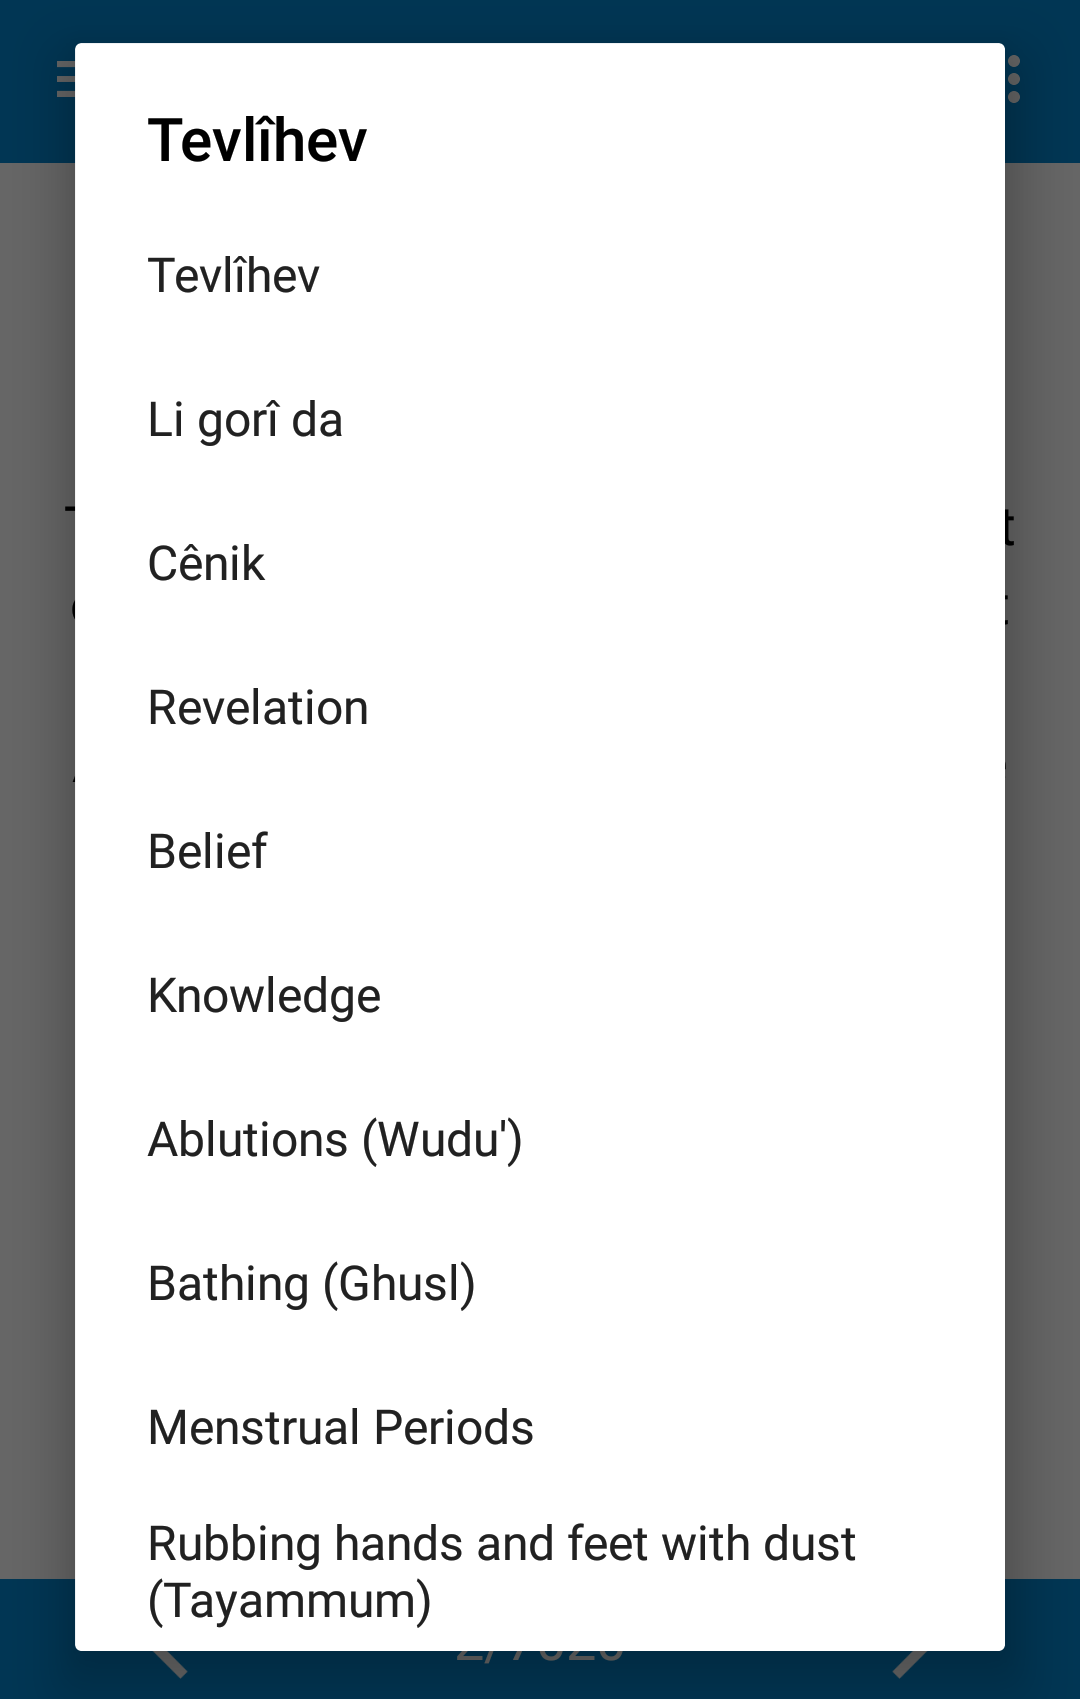 Tevlîhev
Tevlîhev
Li gorî da
Cênik
Revelation
Belief
Knowledge
Ablutions (Wudu')
Bathing (Ghusl)
Menstrual Periods
Rubbing hands and feet with dust
(Tayammum)